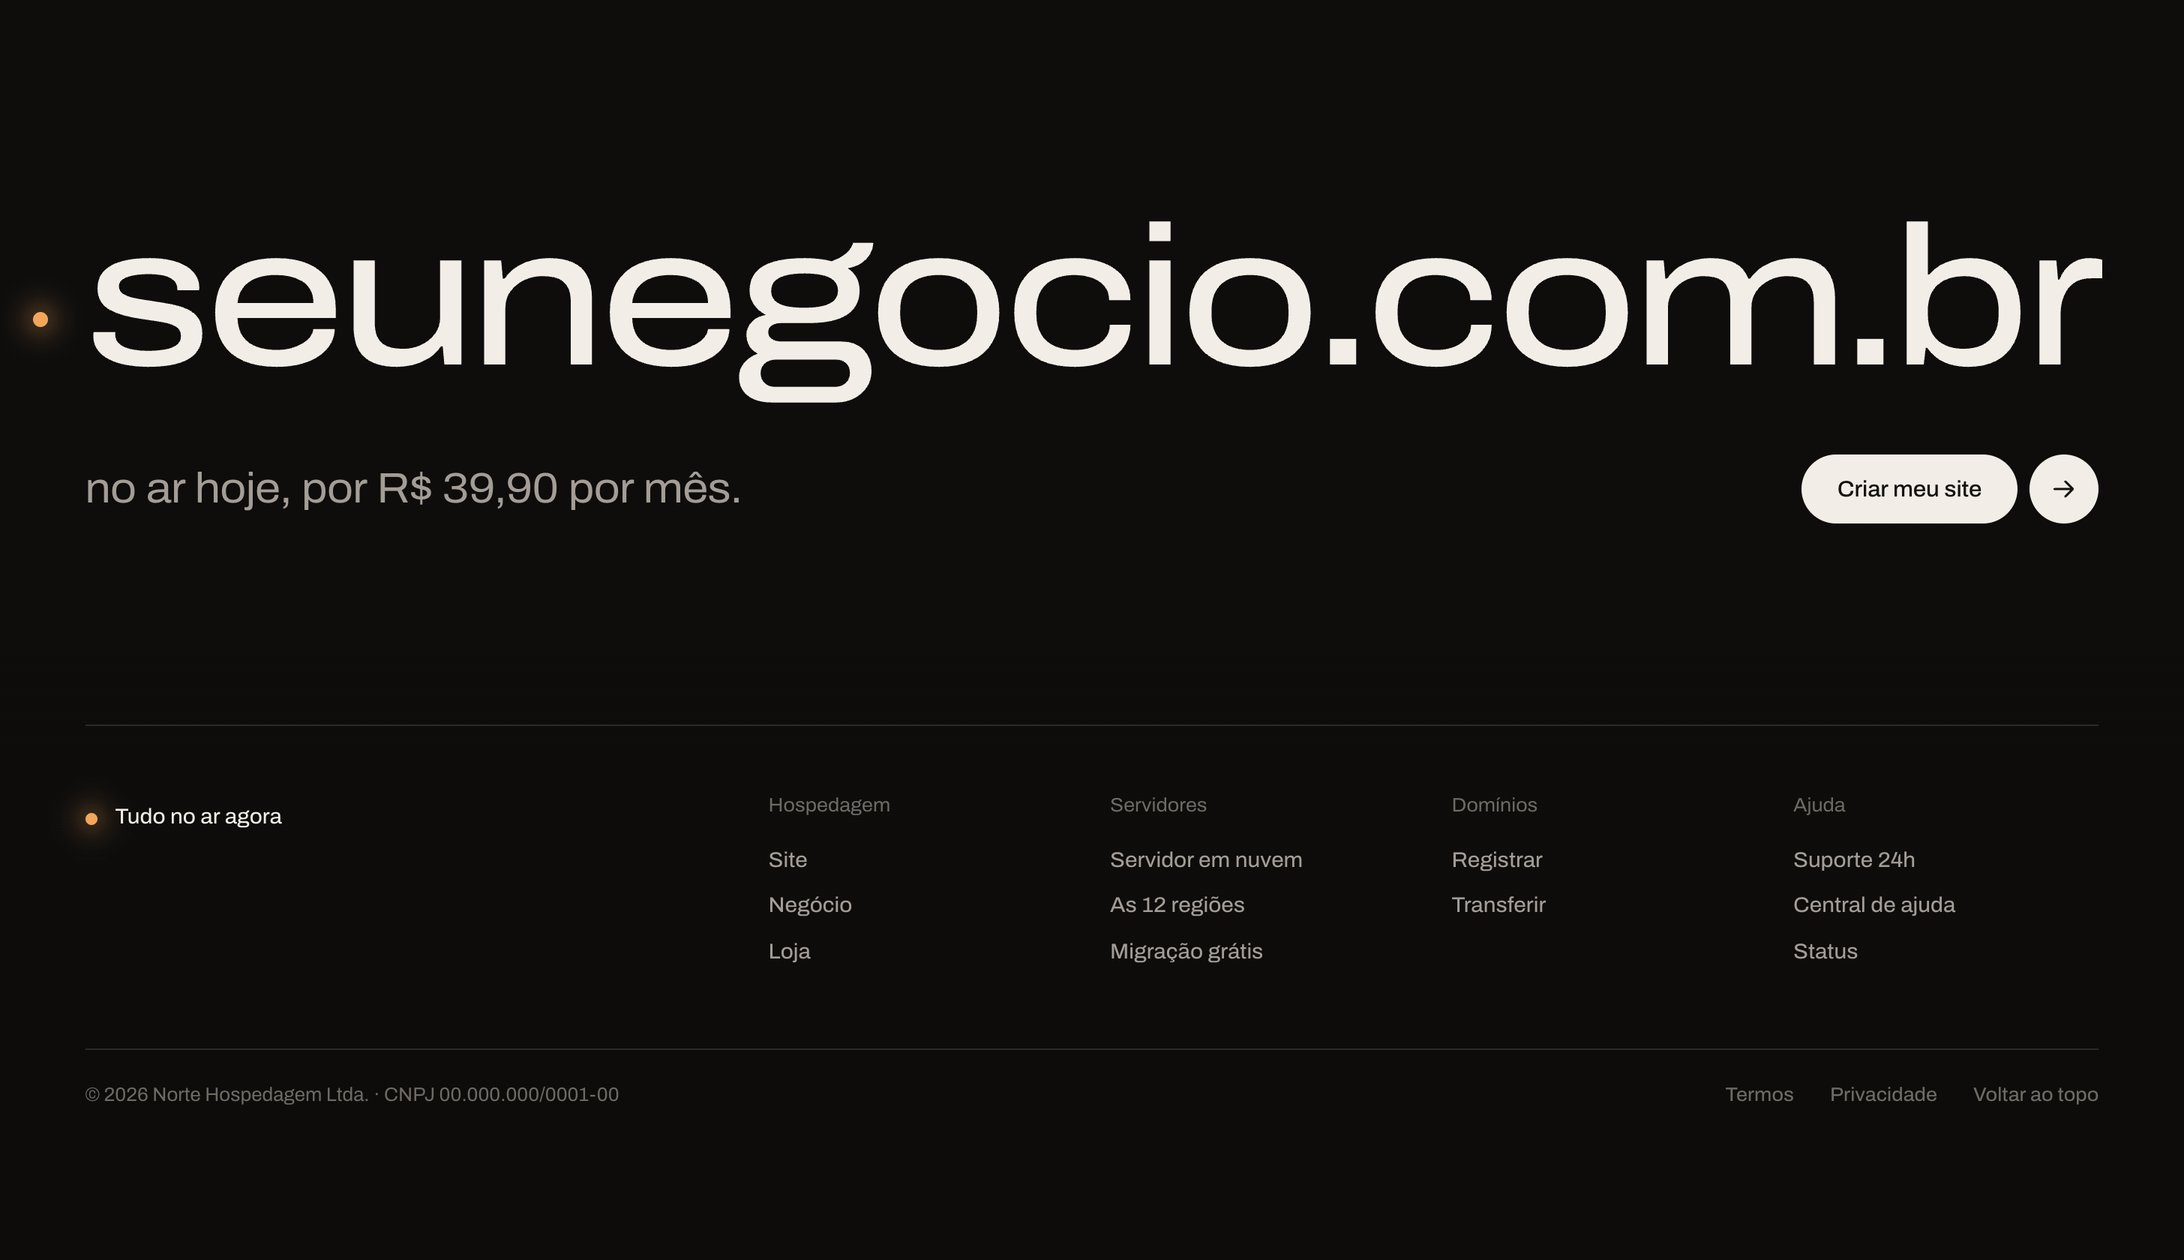 seunegocio.com.br
no ar hoje, por R$ 39,90 por mês.
Criar meu site
Tudo no ar agora
Hospedagem
Site
Negócio
Loja
Servidores
Servidor em nuvem
As 12 regiões
Migração grátis
Domínios
Registrar
Transferir
Ajuda
Suporte 24h
Central de ajuda
Status
© 2026 Norte Hospedagem Ltda. · CNPJ 00.000.000/0001-00
Termos
Privacidade
Voltar ao topo